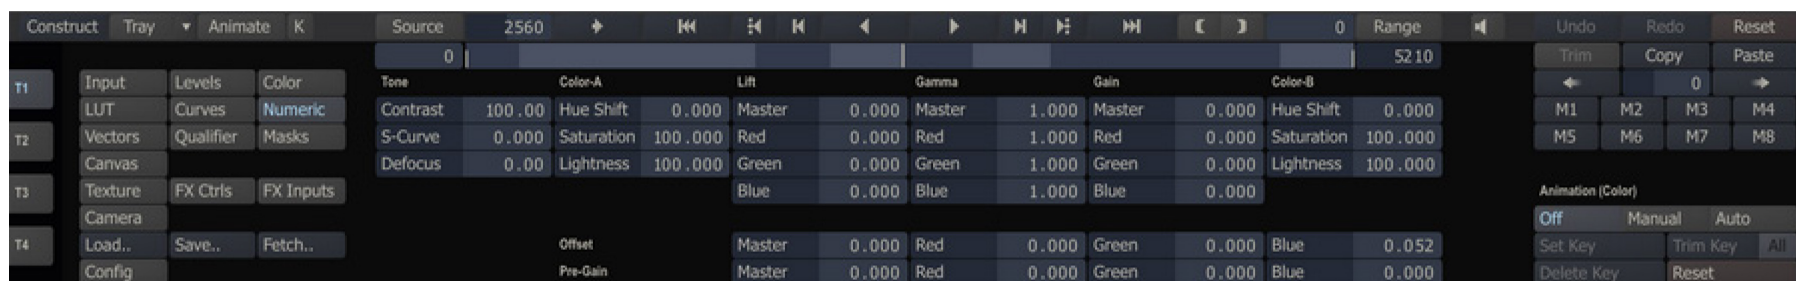 Construct Tray ▼ Animate K Source 2560 0 Range Undo Redo Reset
0 5210 Trim Copy Paste
T1 Input Levels Color Tone Color-A Lift Gamma Gain Color-B 0
LUT Curves Numeric Contrast 100.00 Hue Shift 0.000 Master 0.000 Master 1.000 Master 0.000 Hue Shift 0.000 M1 M2 M3 M4
T2 Vectors Qualifier Masks S-Curve 0.000 Saturation 100.000 Red 0.000 Red 1.000 Red 0.000 Saturation 100.000 M5 M6 M7 M8
Canvas Defocus 0.00 Lightness 100.000 Green 0.000 Green 1.000 Green 0.000 Lightness 100.000
T3 Texture FX Ctrls FX Inputs Blue 0.000 Blue 1.000 Blue 0.000 Animation (Color)
Camera Off Manual Auto
T4 Load.. Save.. Fetch.. Offset Master 0.000 Red 0.000 Green 0.000 Blue 0.052 Set Key Trim Key All
Config Pre-Gain Master 0.000 Red 0.000 Green 0.000 Blue 0.000 Delete Key Reset